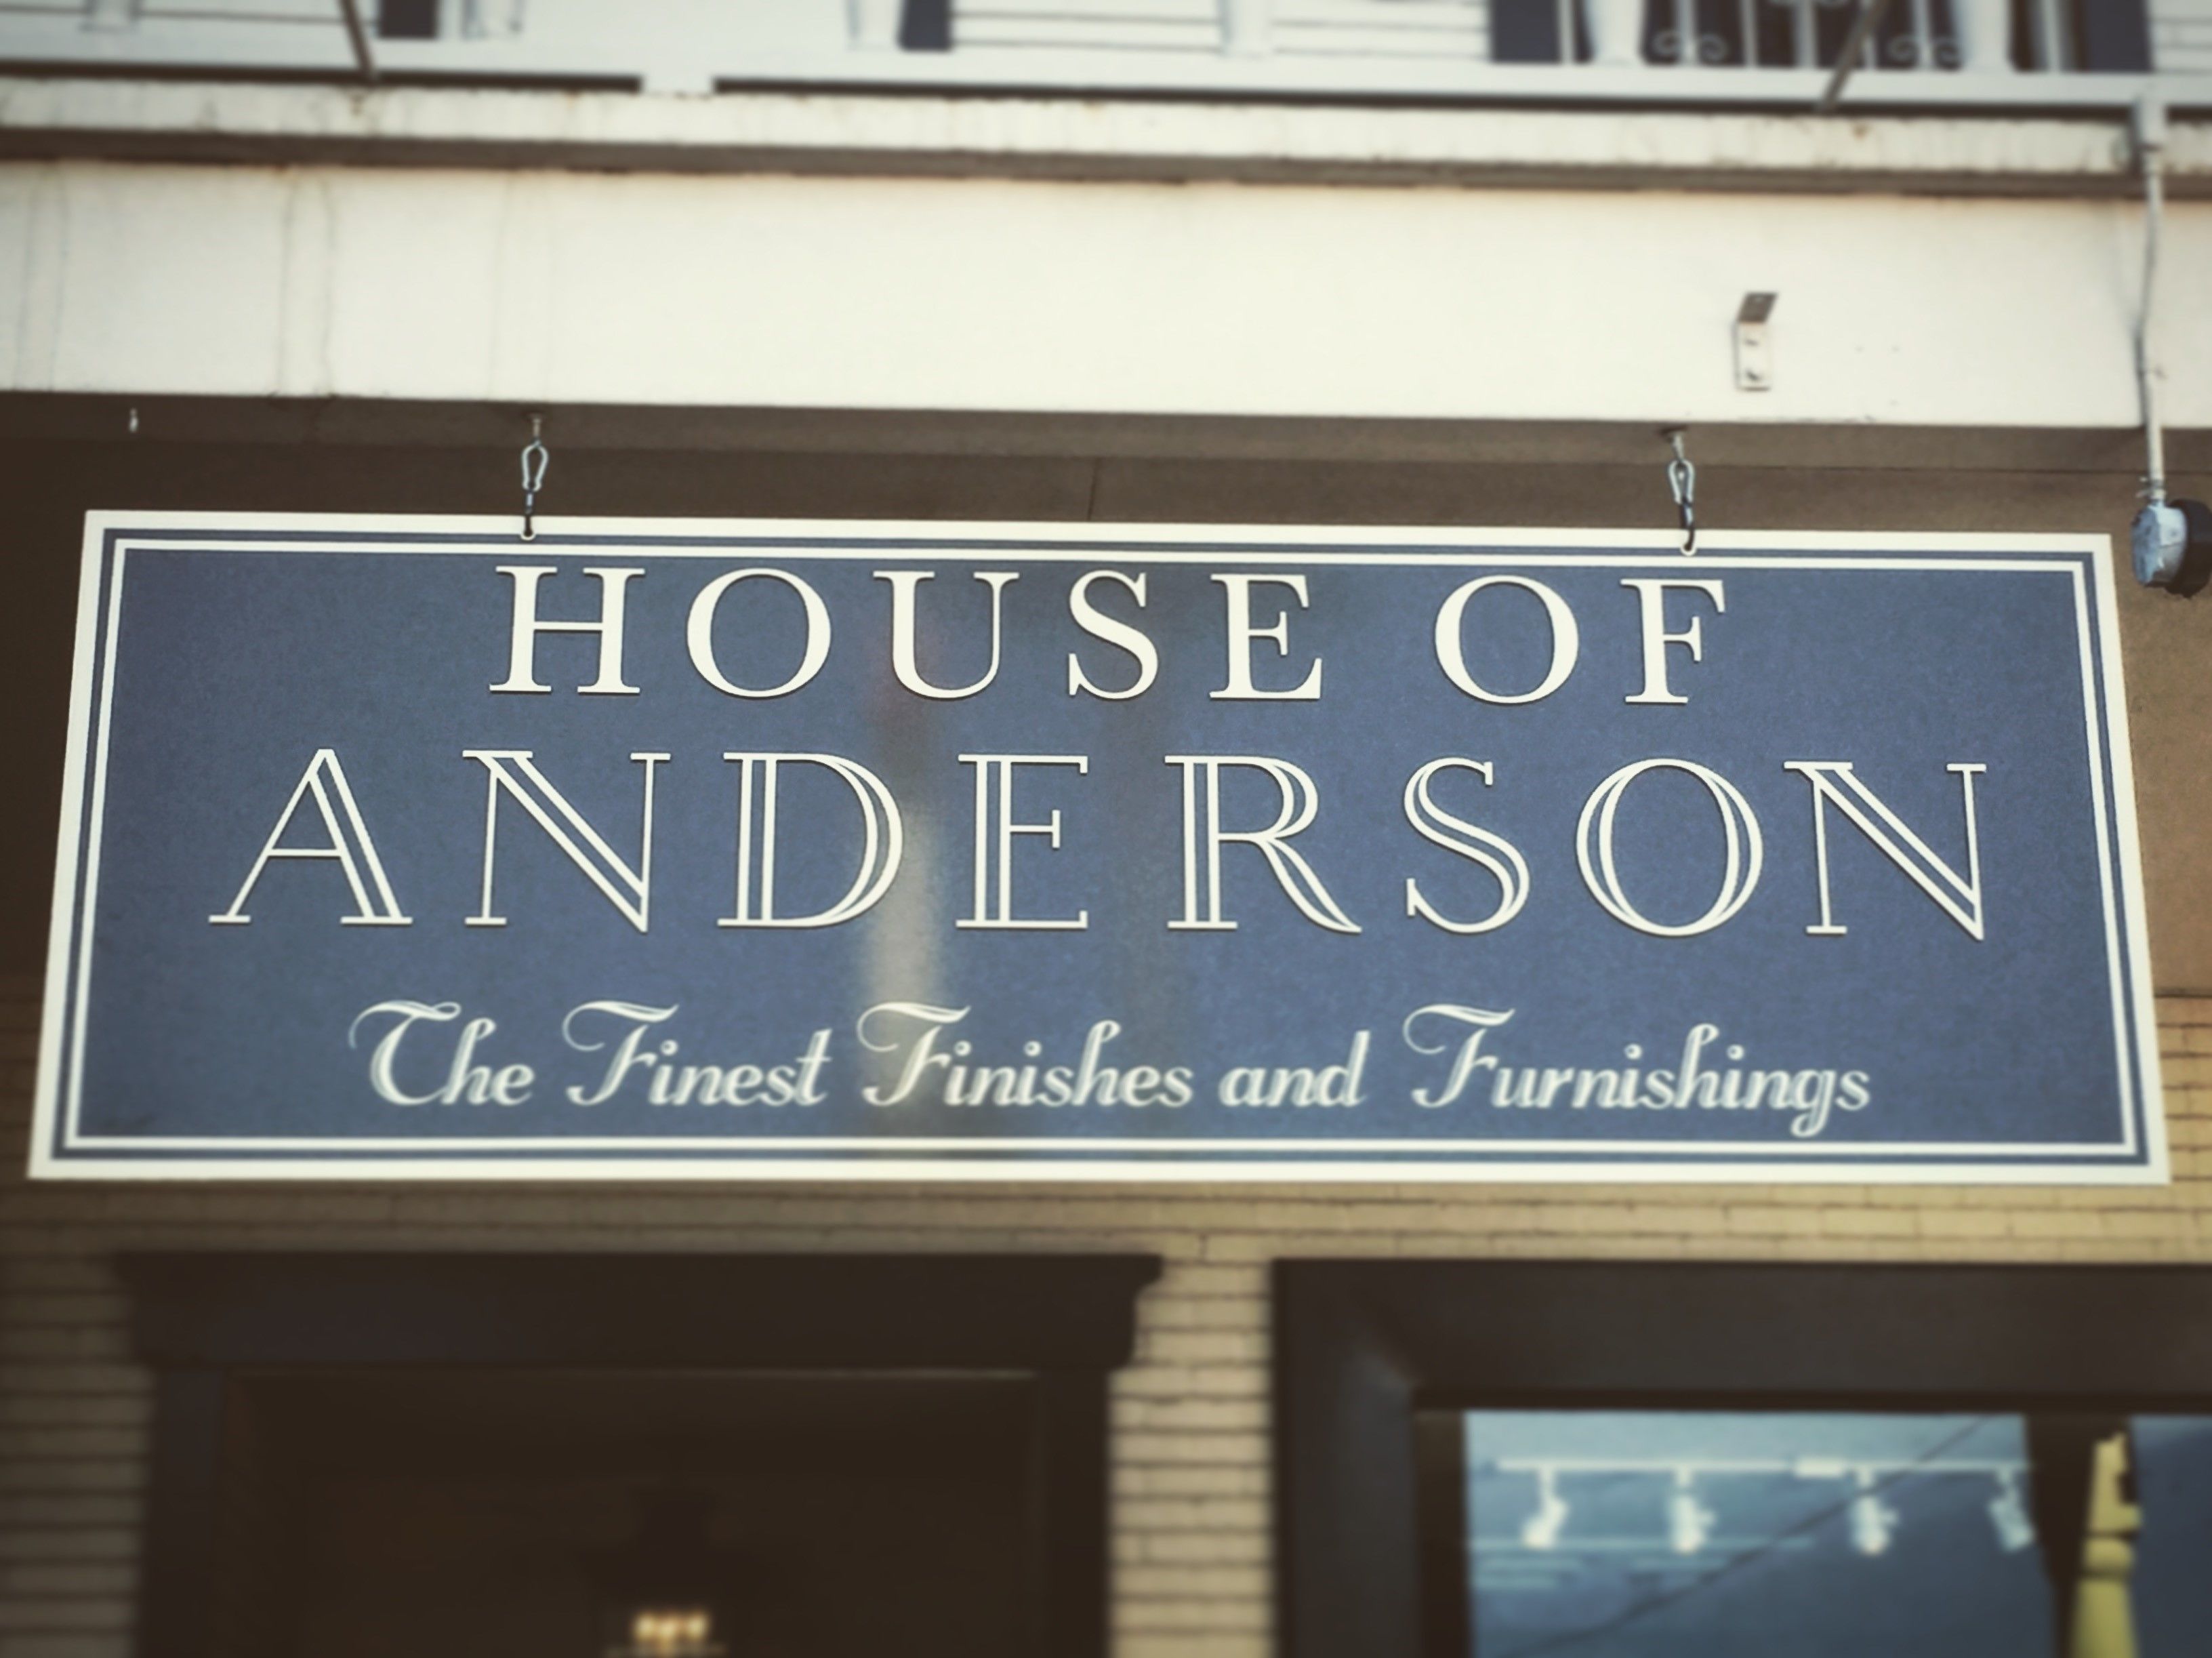 HOUSE OF
ANDERSON
The Finest Finishes and Furnishings